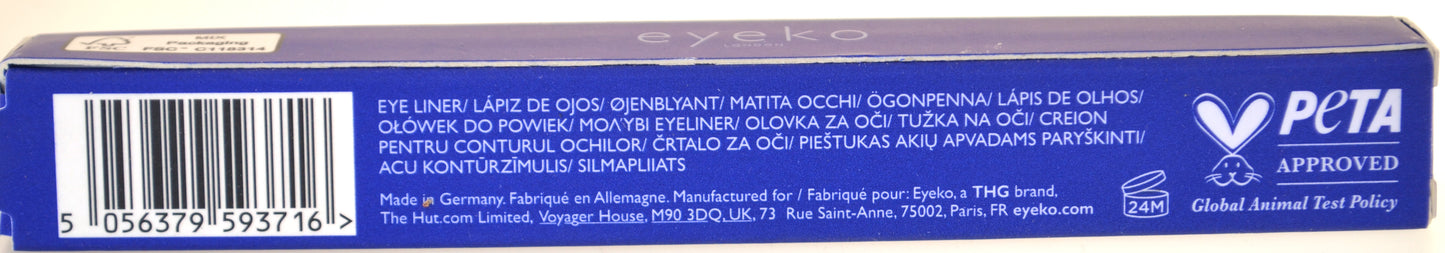 FSC
MIX
Packaging
FSC™ C118314
eyeko
LONDON
5 056379 593716 >
EYE LINER/ LÁPIZ DE OJOS/ ØJENBLYANT/ MATITA OCCHI/ ÖGONPENNA/ LÁPIS DE OLHOS/
OŁÓWEK DO POWIEK/ ΜΟΛΎΒΙ EYELINER/ OLOVKA ZA OČI/ TUŽKA NA OČI/ CREION
PENTRU CONTURUL OCHILOR/ ČRTALO ZA OČI/ PIEŠTUKAS AKIŲ APVADAMS PARYŠKINTI/
ACU KONTŪRZĪMULIS/ SILMAPLIIATS
Made in Germany. Fabriqué en Allemagne. Manufactured for / Fabriqué pour: Eyeko, a THG brand,
The Hut.com Limited, Voyager House, M90 3DQ, UK, 73 Rue Saint-Anne, 75002, Paris, FR eyeko.com
24M
PETA
APPROVED
Global Animal Test Policy